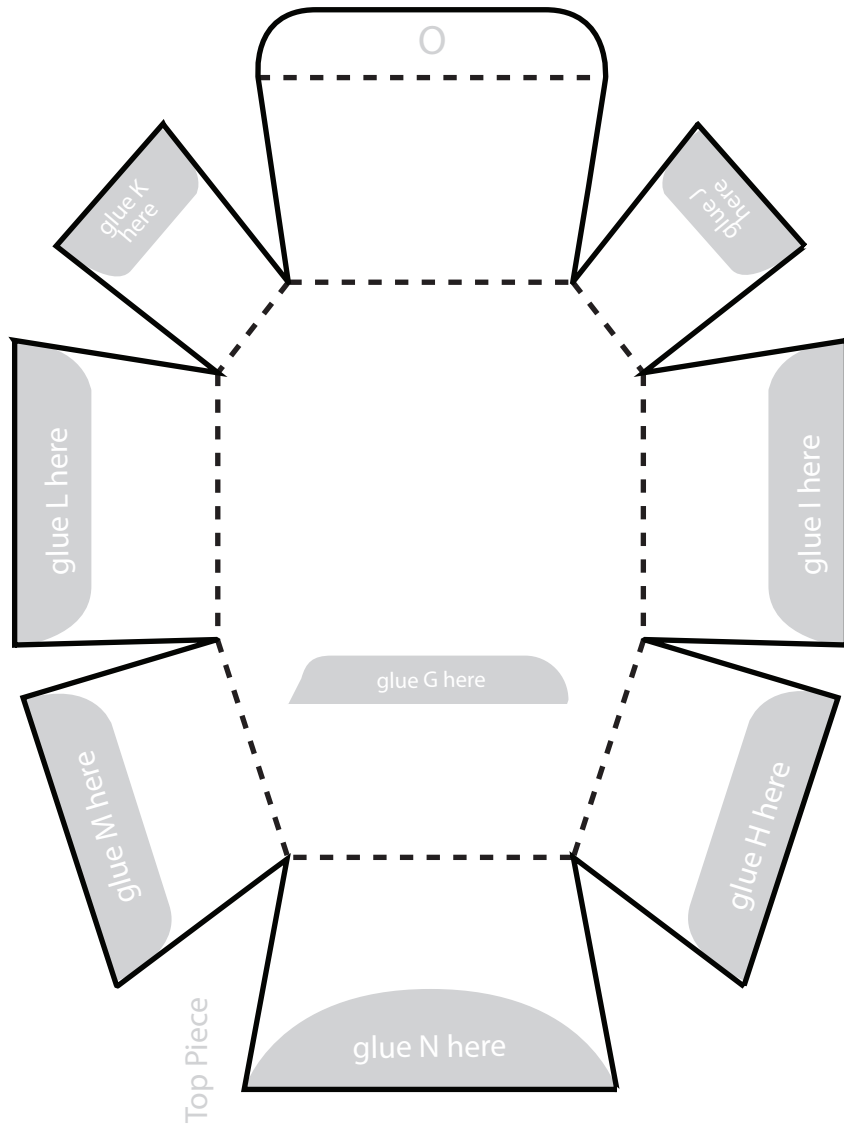 O
glue K
here
glue J
here
glue L here
glue I here
glue G here
glue M here
glue H here
glue N here
Top Piece